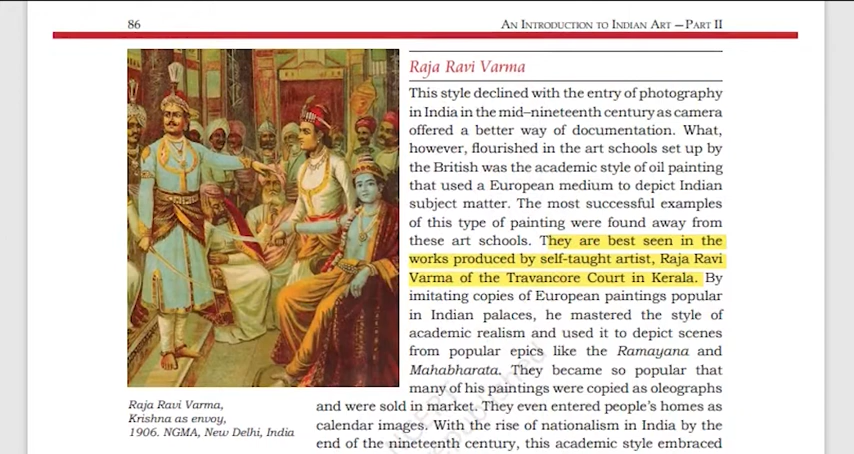 86
AN INTRODUCTION TO INDIAN ART —PART II
Raja Ravi Varma
This style declined with the entry of photography
in India in the mid–nineteenth century as camera
offered a better way of documentation. What,
however, flourished in the art schools set up by
the British was the academic style of oil painting
that used a European medium to depict Indian
subject matter. The most successful examples
of this type of painting were found away from
these art schools. They are best seen in the
works produced by self-taught artist, Raja Ravi
Varma of the Travancore Court in Kerala. By
imitating copies of European paintings popular
in Indian palaces, he mastered the style of
academic realism and used it to depict scenes
from popular epics like the Ramayana and
Mahabharata. They became so popular that
many of his paintings were copied as oleographs
and were sold in market. They even entered people's homes as
calendar images. With the rise of nationalism in India by the
end of the nineteenth century, this academic style embraced
Raja Ravi Varma,
Krishna as envoy,
1906. NGMA, New Delhi, India